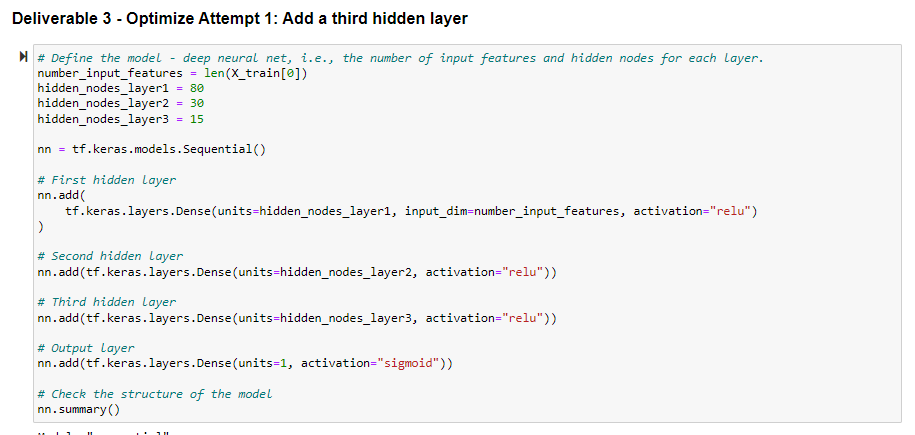 Deliverable 3 - Optimize Attempt 1: Add a third hidden layer
# Define the model - deep neural net, i.e., the number of input features and hidden nodes for each layer.
number_input_features = len(X_train[0])
hidden_nodes_layer1 = 80
hidden_nodes_layer2 = 30
hidden_nodes_layer3 = 15
nn = tf.keras.models.Sequential()
# First hidden layer
nn.add(
    tf.keras.layers.Dense(units=hidden_nodes_layer1, input_dim=number_input_features, activation="relu")
)
# Second hidden layer
nn.add(tf.keras.layers.Dense(units=hidden_nodes_layer2, activation="relu"))
# Third hidden layer
nn.add(tf.keras.layers.Dense(units=hidden_nodes_layer3, activation="relu"))
# Output layer
nn.add(tf.keras.layers.Dense(units=1, activation="sigmoid"))
# Check the structure of the model
nn.summary()